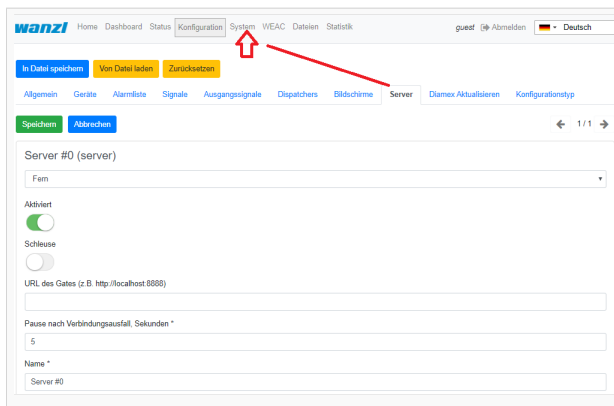 wanzl Home Dashboard Status Konfiguration System WEAC Dateien Statistik guest Abmelden Deutsch
In Datei speichern Von Datei laden Zurücksetzen
Allgemein Geräte Alarmliste Signale Ausgangssignale Dispatchers Bildschirme Server Diamex Aktualisieren Konfigurationstyp
Speichern Abbrechen 1/1
Server #0 (server)
Fern
Aktiviert
Schleuse
URL des Gates (z.B. http://localhost:8888)
Pause nach Verbindungsausfall, Sekunden *
5
Name *
Server #0